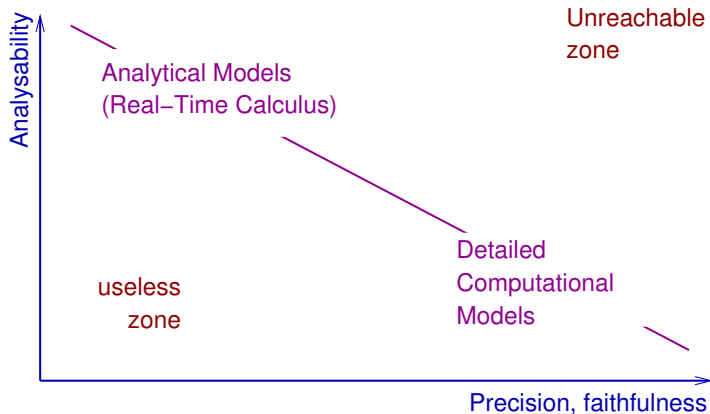 Unreachable
zone
Analysability
Analytical Models
(Real−Time Calculus)
Detailed
Computational
Models
useless
zone
Precision, faithfulness